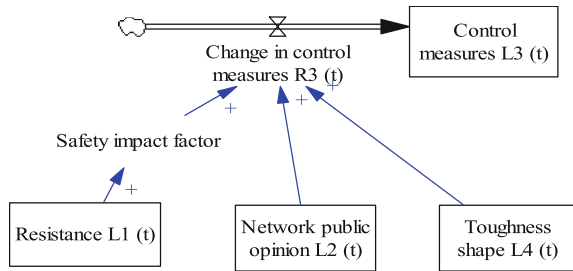 Control
measures L3 (t)
Change in control
measures R3 (t)
+
+
+
Safety impact factor
+
Resistance L1 (t)
Network public
opinion L2 (t)
Toughness
shape L4 (t)